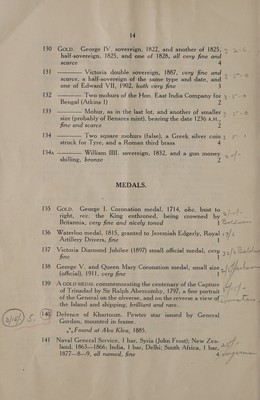 14
130 GOLD. George IV, sovereign, 1822, and another of 1825,
half-sovereign, 1825, and one of 1828, all very fine and
scarce 4
131 ——— Victoria double sovereign, 1887, very fine and
scarce, a half-sovereign of the same type and date, and
one of Edward VII, 1902, both very fine 3
132 ——— Two mohurs of the Hon. East India Company for
Bengal (Atkins 1) 2
133 ——— Mohur, as in the last lot, and another of smaller
size (probably of Benares mint), bearing the date 1236 A.H.,
fine and scarce 2
134 ——— Two square mohurs (false), a Greek silver coin
struck for Tyre, and a Roman third brass 4
134A ——— William IIII, sovereign, 1832, and a gun money
shilling, bronze 2
MEDALS.
135 GOLD. George I, Coronation medal, 1714, obv. bust to
right, rev. the King enthroned, being crowned by
Britannia, very fine and nicely toned 1
136 Waterloo medal, 1815, granted to Jeremiah Edgerly, Royal
Artillery Drivers, fine 1
137 Victoria Diamond Jubilee (1897) small official medal, very
fine
138 George V. and Queen Mary Coronation medal, small size
(official), 1911, very fine
139 A GOLD MEDAL commemorating the centenary of the Capture
of Trinadad by Sir Ralph Abercromby, 1797, a fine portrait
of the General on the obverse, and on the reverse a view of
the Island and shipping; brilliant and rare.
140 Defence of Khartoum. Pewter star issued by General
Gordon, mounted in frame.
*⁎* Found at Abu Klea, 1885.
141 Naval General Service, 1 bar, Syria (John Frost); New Zea-
land, 1863—1866; India, 1 bar, Delhi; South Africa, 1 bar,
1877—8—9, all named, fine 4